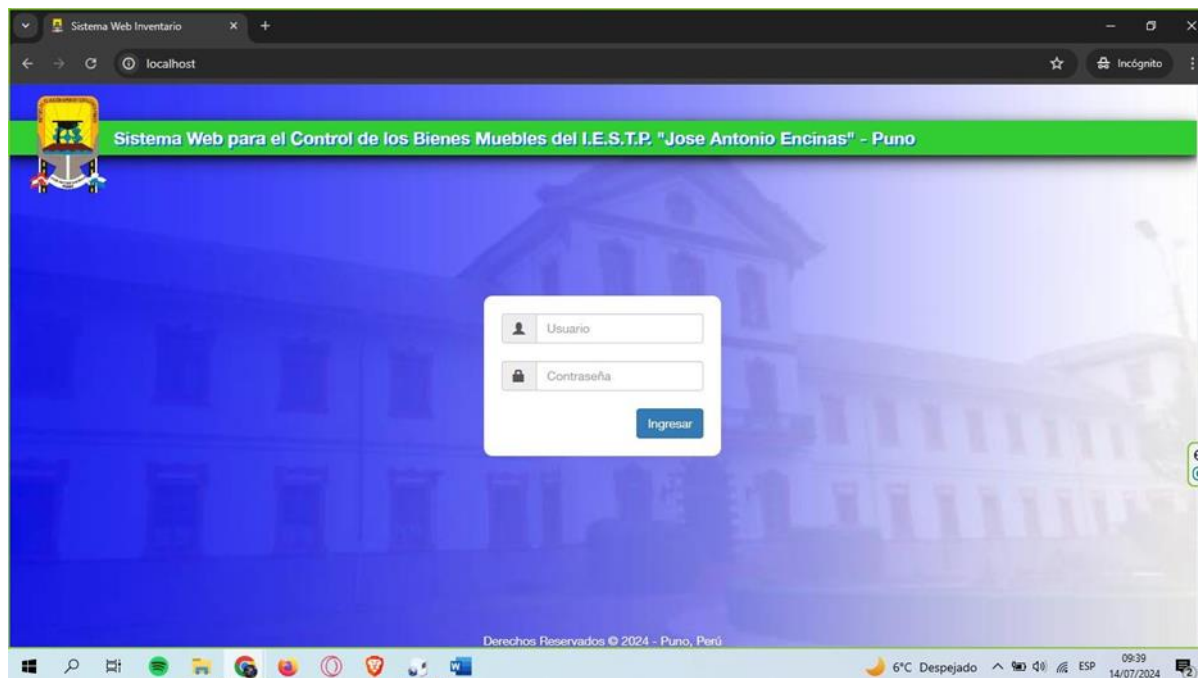 Sistema Web Inventario
localhost
Incógnito
Sistema Web para el Control de los Bienes Muebles del I.E.S.T.P. "Jose Antonio Encinas" - Puno
Usuario
Contraseña
Ingresar
Derechos Reservados © 2024 - Puno, Perú
6°C Despejado
ESP
09:39
14/07/2024